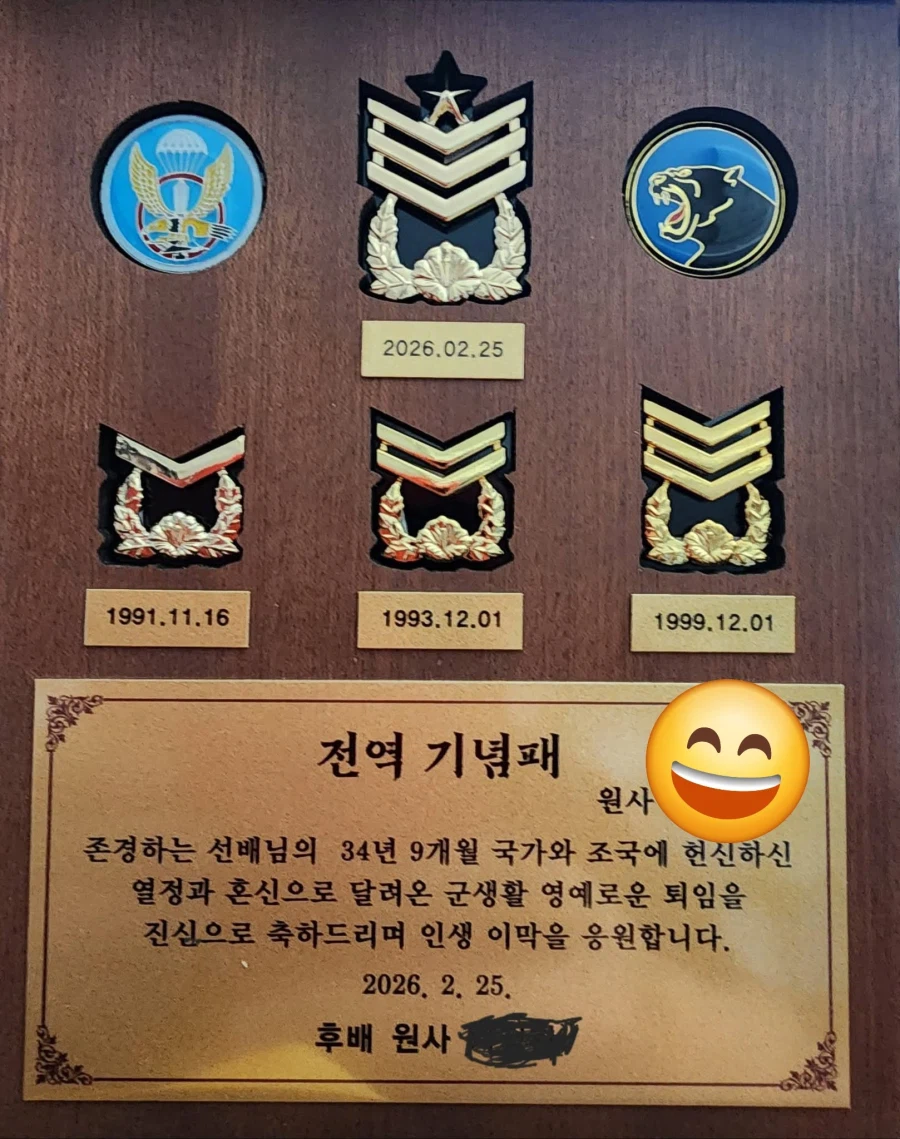 2026.02.25
1991.11.16
1993.12.01
1999.12.01
전역 기념패
원사
존경하는 선배님의 34년 9개월 국가와 조국에 헌신하신
열정과 혼신으로 달려온 군생활 영예로운 퇴임을
진심으로 축하드리며 인생 이막을 응원합니다.
2026. 2. 25.
후배 원사